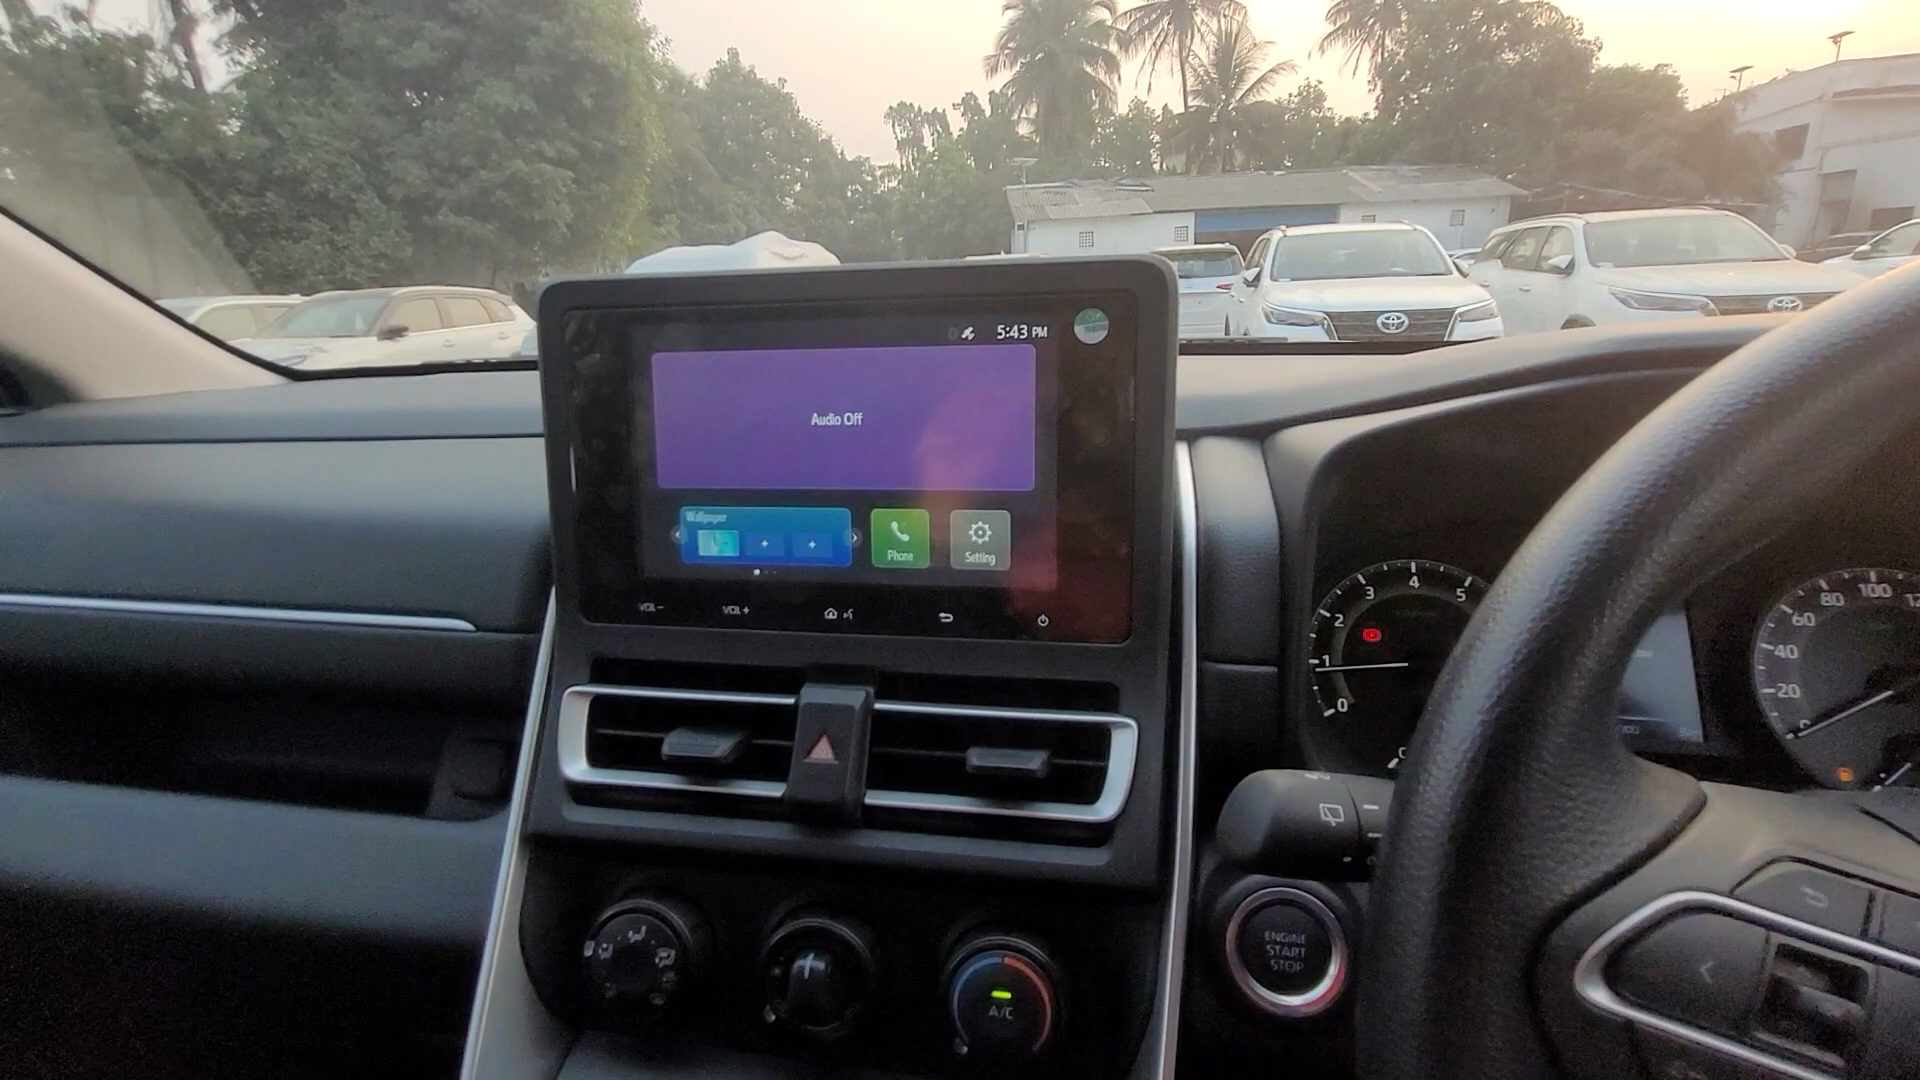 5:43 PM
Audio Off
Wallpaper
Phone
Setting
VOL-
VOL+
4
3
5
2
1
0
80
100
60
40
20
0
ENGINE
START
STOP
A/C